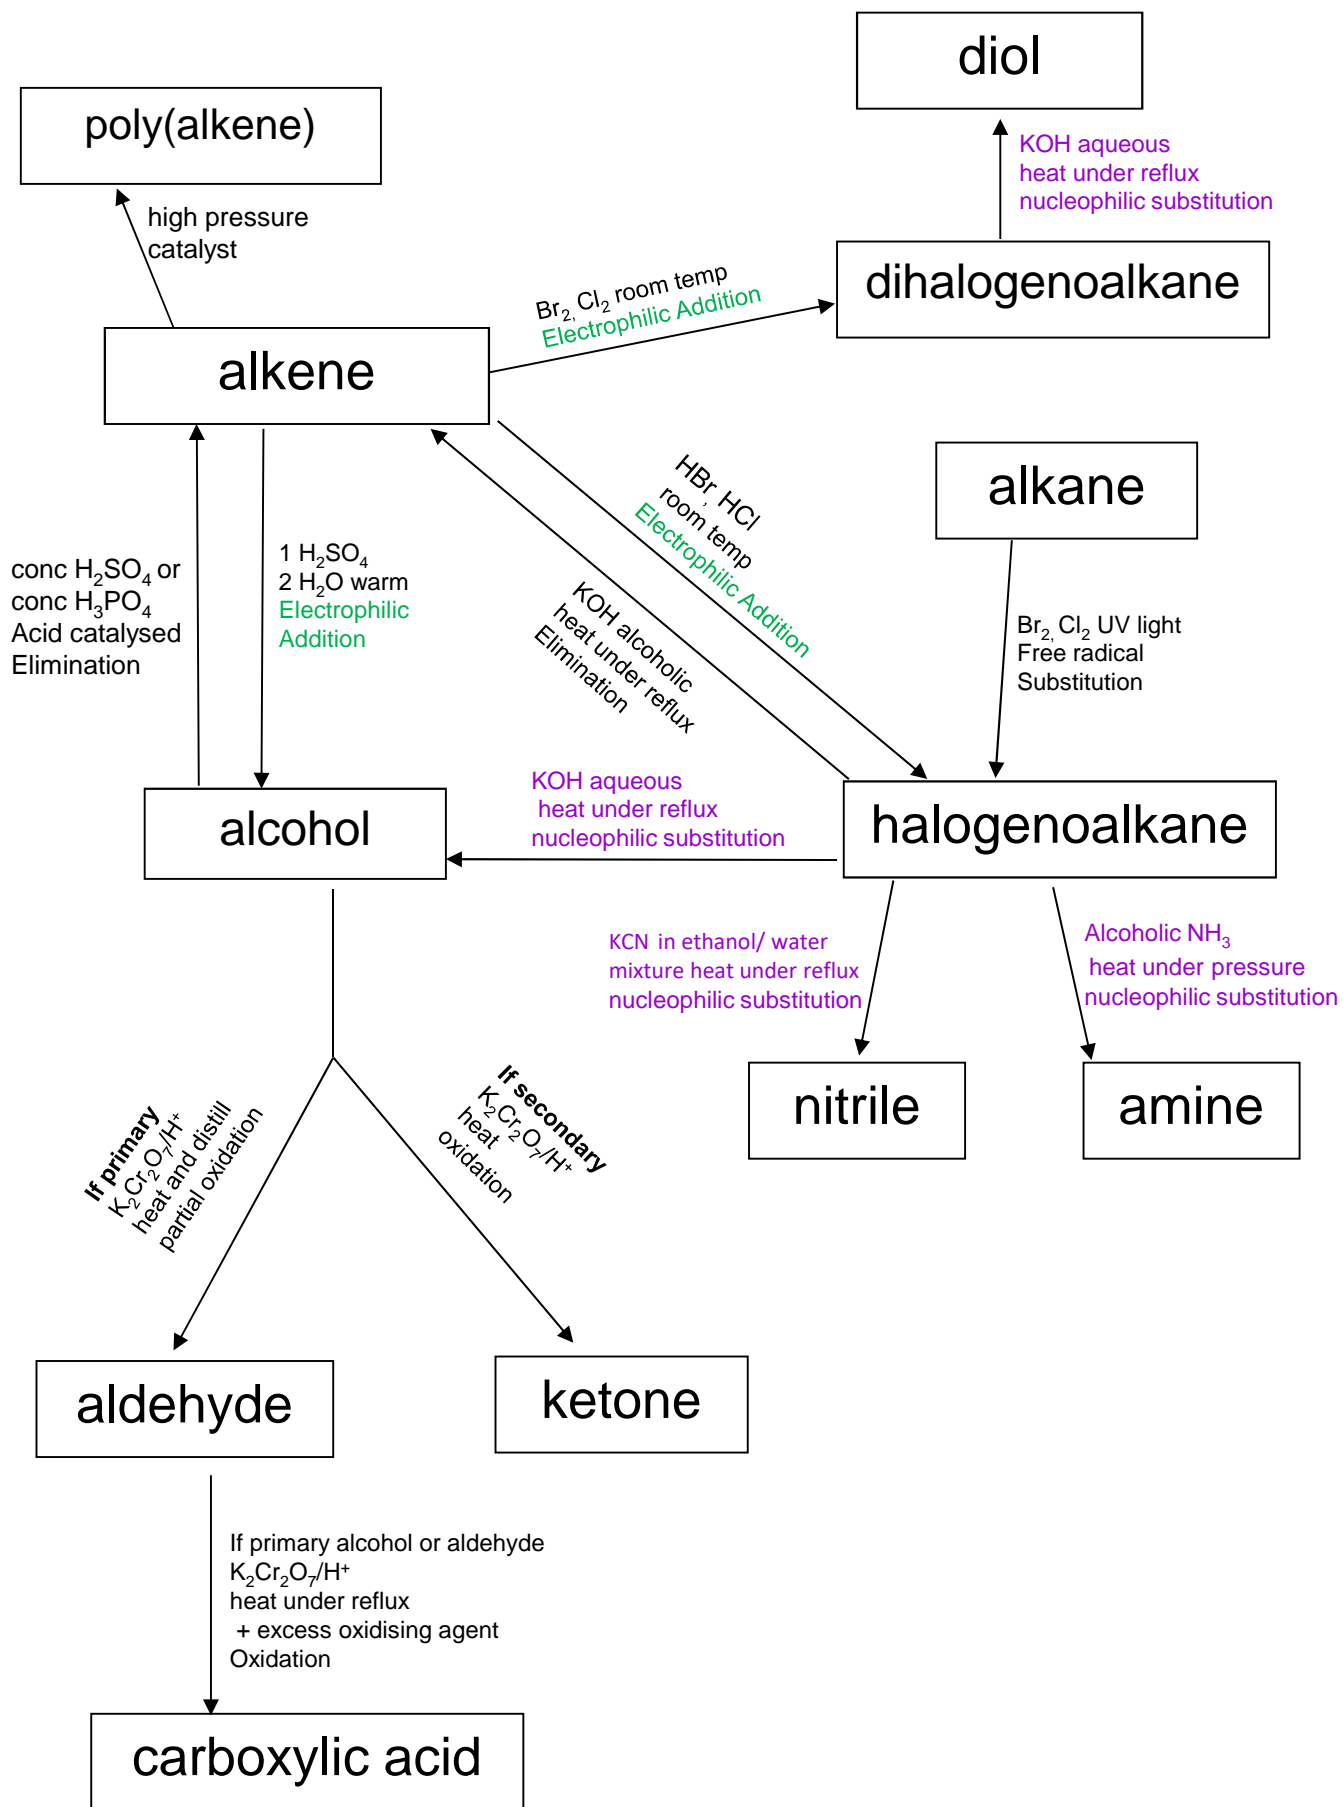 diol
poly(alkene)
KOH aqueous
heat under reflux
nucleophilic substitution
high pressure
catalyst
dihalogenoalkane
Br₂, Cl₂ room temp
Electrophilic Addition
alkene
alkane
HBr, HCl
room temp
Electrophilic Addition
conc H₂SO₄ or
conc H₃PO₄
Acid catalysed
Elimination
1 H₂SO₄
2 H₂O warm
Electrophilic
Addition
KOH alcoholic
heat under reflux
Elimination
Br₂, Cl₂ UV light
Free radical
Substitution
KOH aqueous
heat under reflux
nucleophilic substitution
alcohol
halogenoalkane
KCN in ethanol/ water
mixture heat under reflux
nucleophilic substitution
Alcoholic NH₃
heat under pressure
nucleophilic substitution
nitrile
amine
If primary
K₂Cr₂O₇/H⁺
heat and distill
partial oxidation
If secondary
K₂Cr₂O₇/H⁺
heat
oxidation
aldehyde
ketone
If primary alcohol or aldehyde
K₂Cr₂O₇/H⁺
heat under reflux
+ excess oxidising agent
Oxidation
carboxylic acid